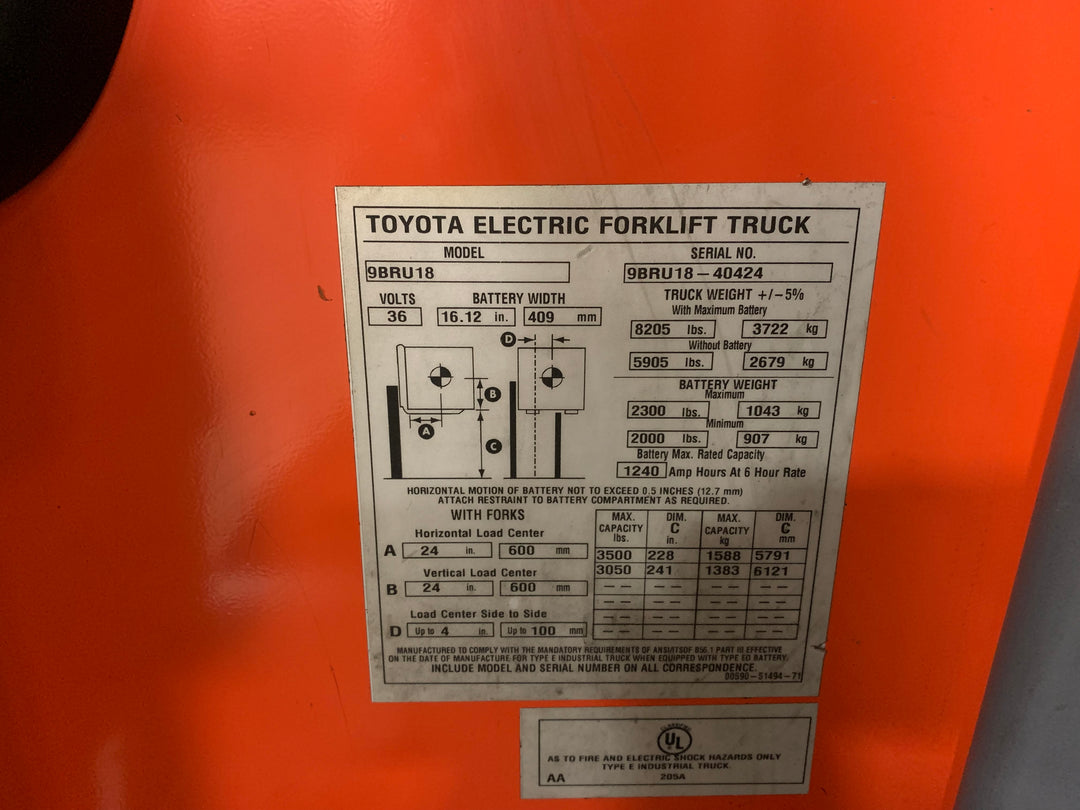 TOYOTA ELECTRIC FORKLIFT TRUCK
MODEL
9BRU18
SERIAL NO.
9BRU18-40424
VOLTS
36
BATTERY WIDTH
16.12 in. 409 mm
TRUCK WEIGHT +/-5%
With Maximum Battery
8205 lbs. 3722 kg
Without Battery
5905 lbs. 2679 kg
BATTERY WEIGHT
Maximum
2300 lbs. 1043 kg
Minimum
2000 lbs. 907 kg
Battery Max. Rated Capacity
1240 Amp Hours At 6 Hour Rate
D
B
A
C
HORIZONTAL MOTION OF BATTERY NOT TO EXCEED 0.5 INCHES (12.7 mm)
ATTACH RESTRAINT TO BATTERY COMPARTMENT AS REQUIRED.
WITH FORKS
Horizontal Load Center
A 24 in. 600 mm
Vertical Load Center
B 24 in. 600 mm
Load Center Side to Side
D Up to 4 in. Up to 100 mm
MAX. CAPACITY lbs. DIM. C in. MAX. CAPACITY kg DIM. C mm
3500 228 1588 5791
3050 241 1383 6121
-- -- -- --
-- -- -- --
-- -- -- --
-- -- -- --
MANUFACTURED TO COMPLY WITH THE MANDATORY REQUIREMENTS OF ANSI/ITSDF B56.1 PART III EFFECTIVE
ON THE DATE OF MANUFACTURE FOR TYPE E INDUSTRIAL TRUCK WHEN EQUIPPED WITH TYPE EO BATTERY.
INCLUDE MODEL AND SERIAL NUMBER ON ALL CORRESPONDENCE.
00590-51494-71
CLASSIFIED
UL
AS TO FIRE AND ELECTRIC SHOCK HAZARDS ONLY
TYPE E INDUSTRIAL TRUCK.
AA 205A